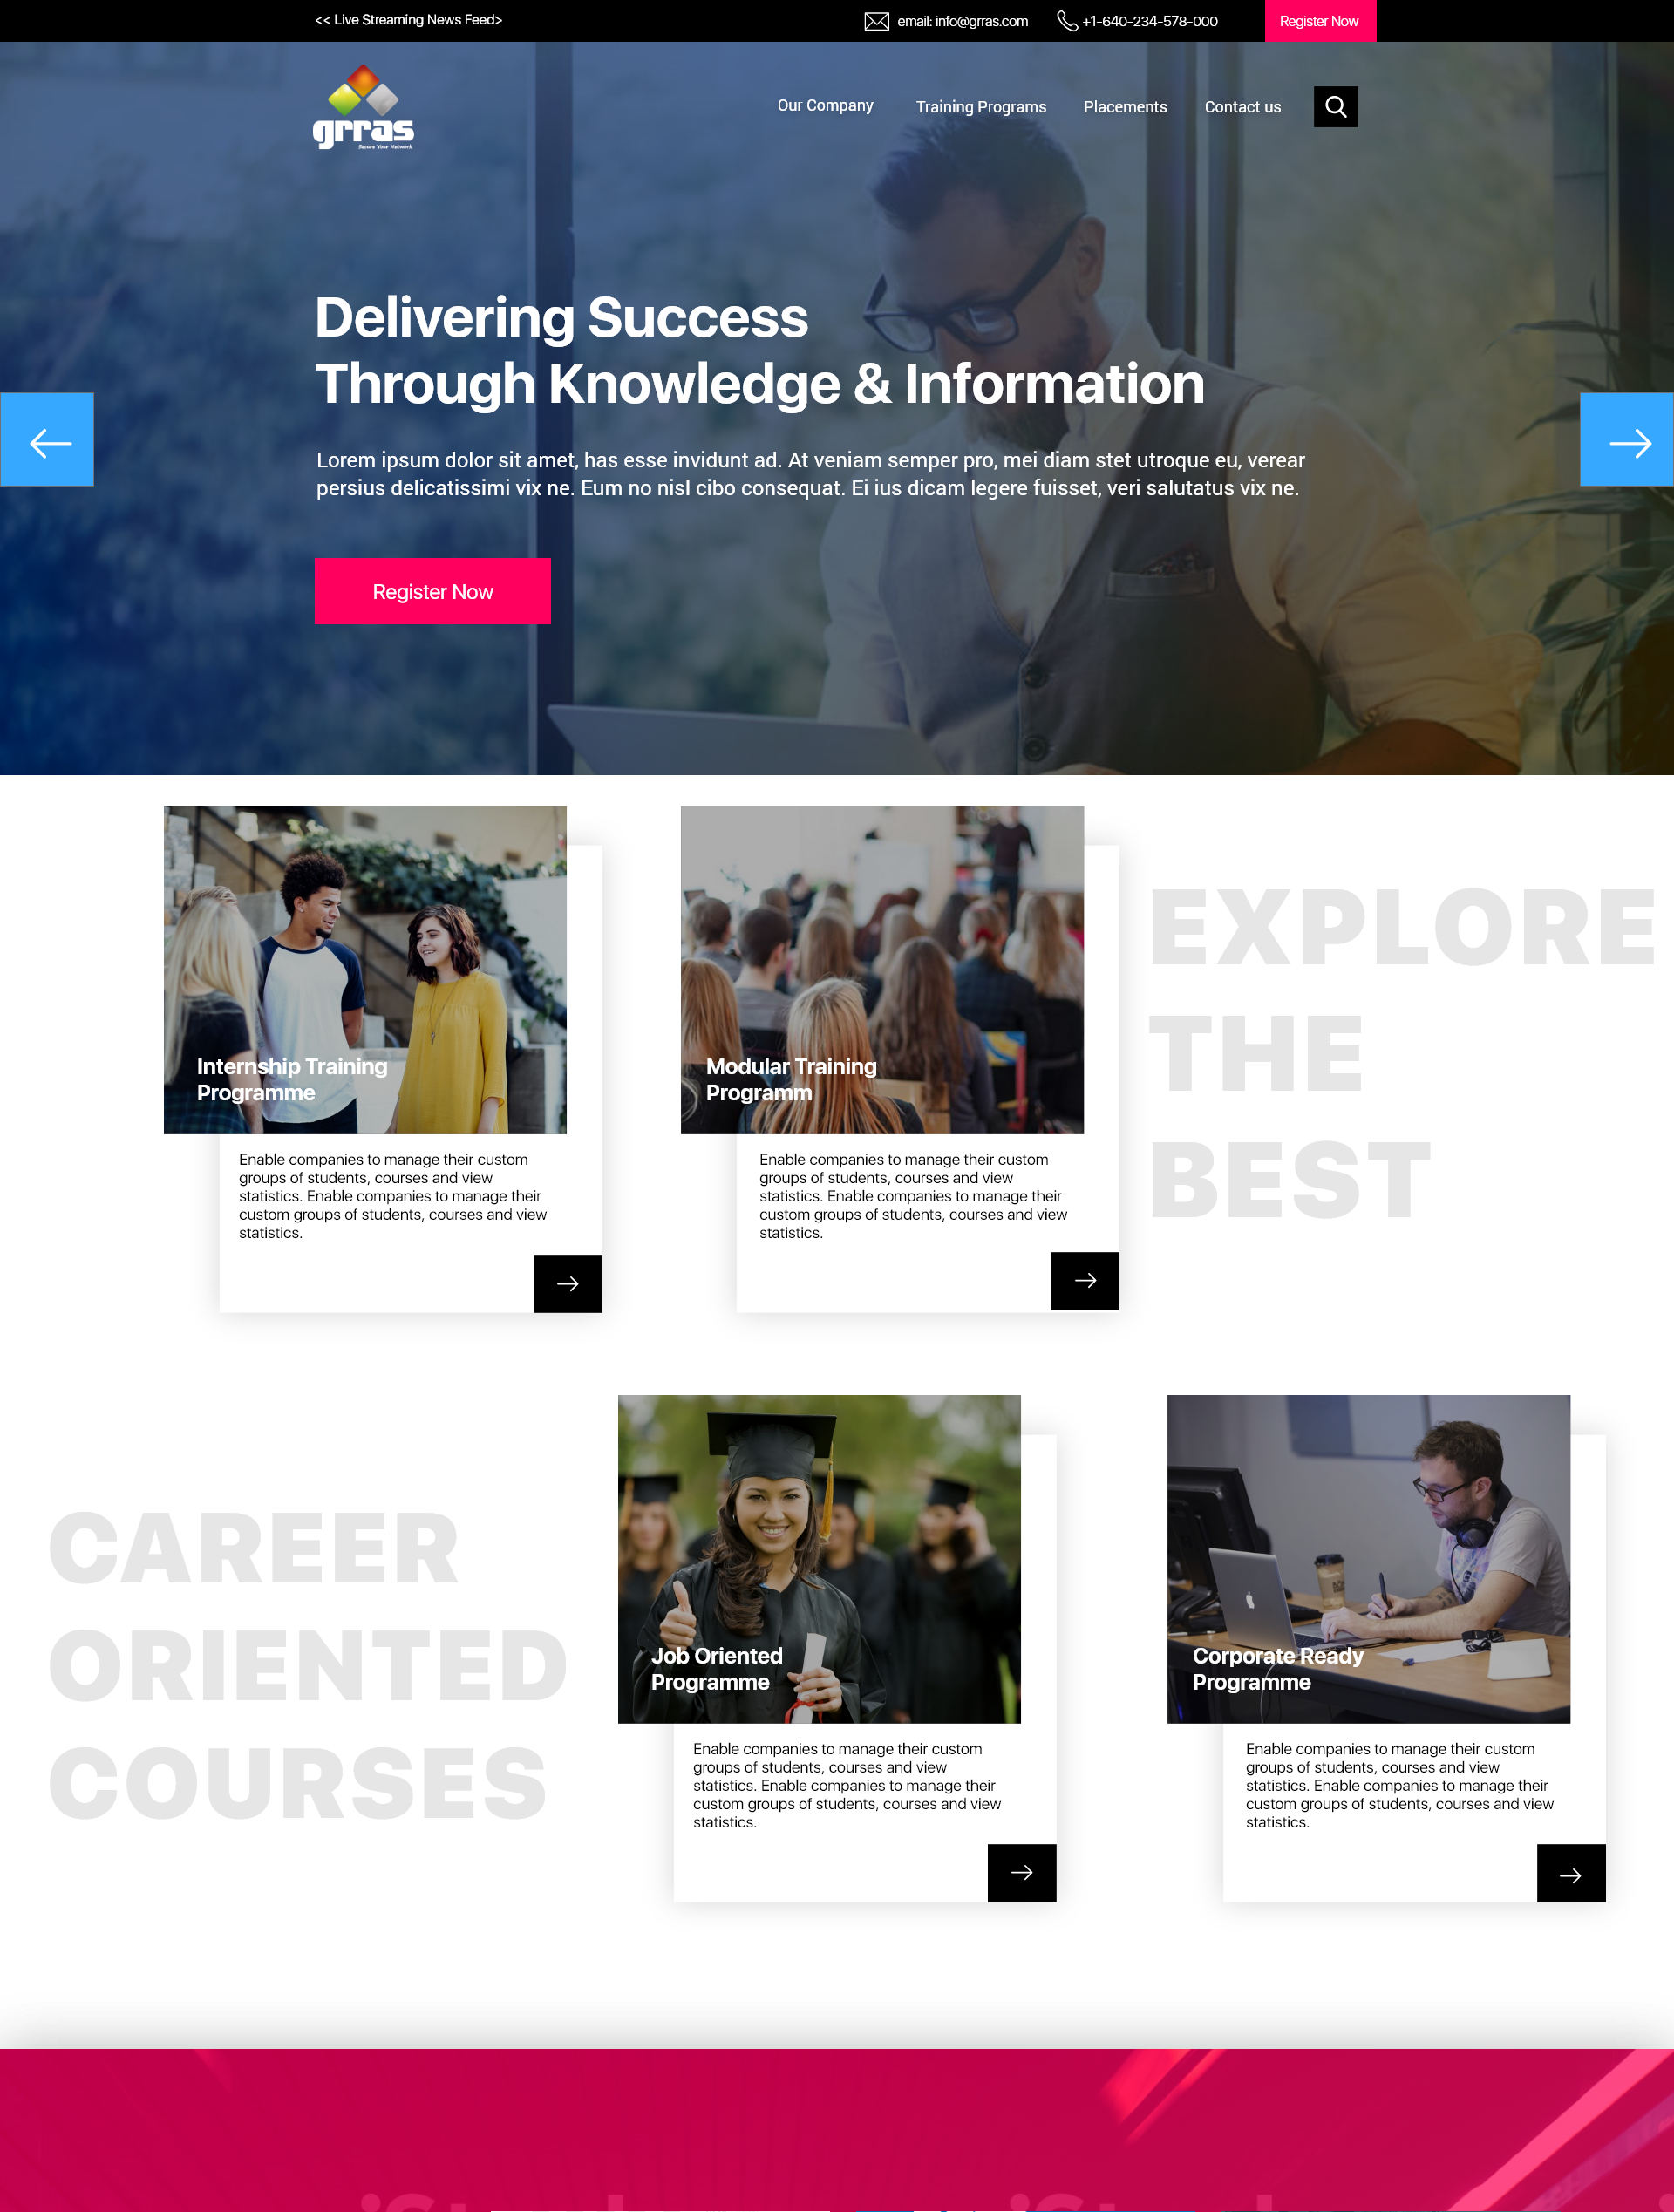 << Live Streaming News Feed>
email: info@grras.com
+1-640-234-578-000
Register Now
grras
Secure Your Network
Our Company
Training Programs
Placements
Contact us
Delivering Success
Through Knowledge & Information
Lorem ipsum dolor sit amet, has esse invidunt ad. At veniam semper pro, mei diam stet utroque eu, verear
persius delicatissimi vix ne. Eum no nisl cibo consequat. Ei ius dicam legere fuisset, veri salutatus vix ne.
Register Now
Internship Training
Programme
Enable companies to manage their custom
groups of students, courses and view
statistics. Enable companies to manage their
custom groups of students, courses and view
statistics.
Modular Training
Programm
Enable companies to manage their custom
groups of students, courses and view
statistics. Enable companies to manage their
custom groups of students, courses and view
statistics.
EXPLORE
THE
BEST
CAREER
ORIENTED
COURSES
Job Oriented
Programme
Enable companies to manage their custom
groups of students, courses and view
statistics. Enable companies to manage their
custom groups of students, courses and view
statistics.
Corporate Ready
Programme
Enable companies to manage their custom
groups of students, courses and view
statistics. Enable companies to manage their
custom groups of students, courses and view
statistics.